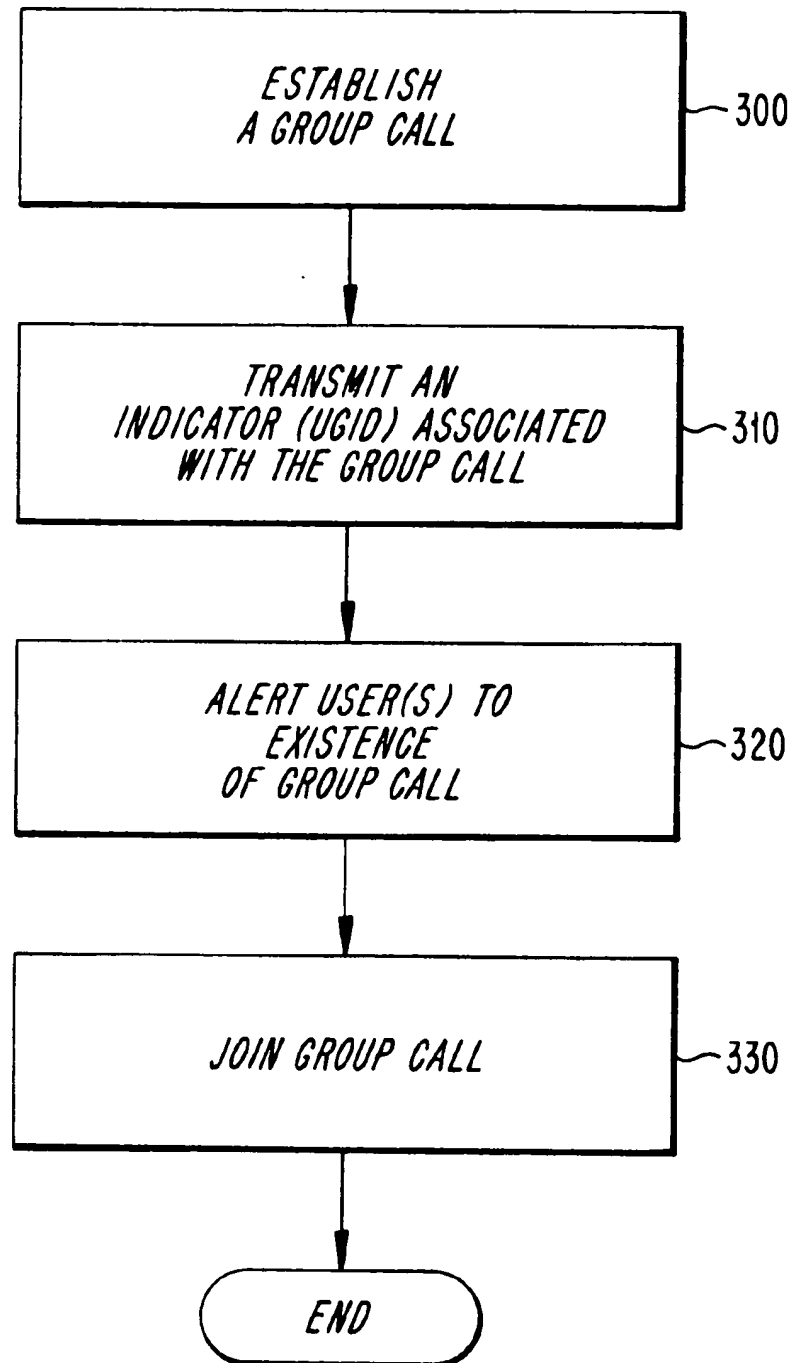 ESTABLISH
A GROUP CALL
300
TRANSMIT AN
INDICATOR (UGID) ASSOCIATED
WITH THE GROUP CALL
310
ALERT USER(S) TO
EXISTENCE
OF GROUP CALL
320
JOIN GROUP CALL
330
END